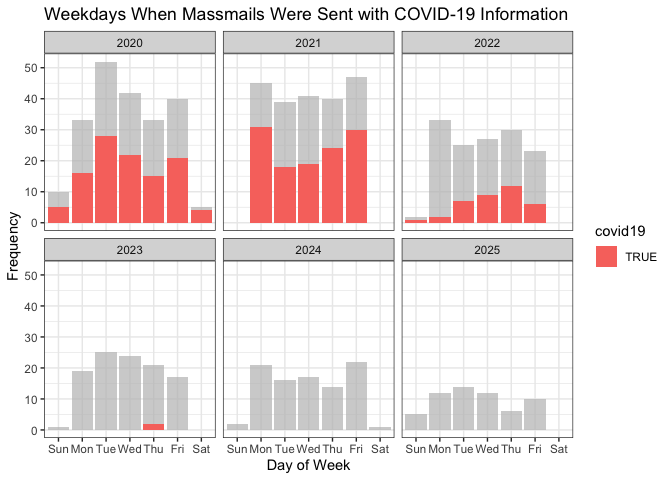 Weekdays When Massmails Were Sent with COVID-19 Information
2020 2021 2022
50
40
30
20
10
0
Frequency
covid19
TRUE
2023 2024 2025
50
40
30
20
10
0
Sun Mon Tue Wed Thu Fri Sat Sun Mon Tue Wed Thu Fri Sat Sun Mon Tue Wed Thu Fri Sat
Day of Week